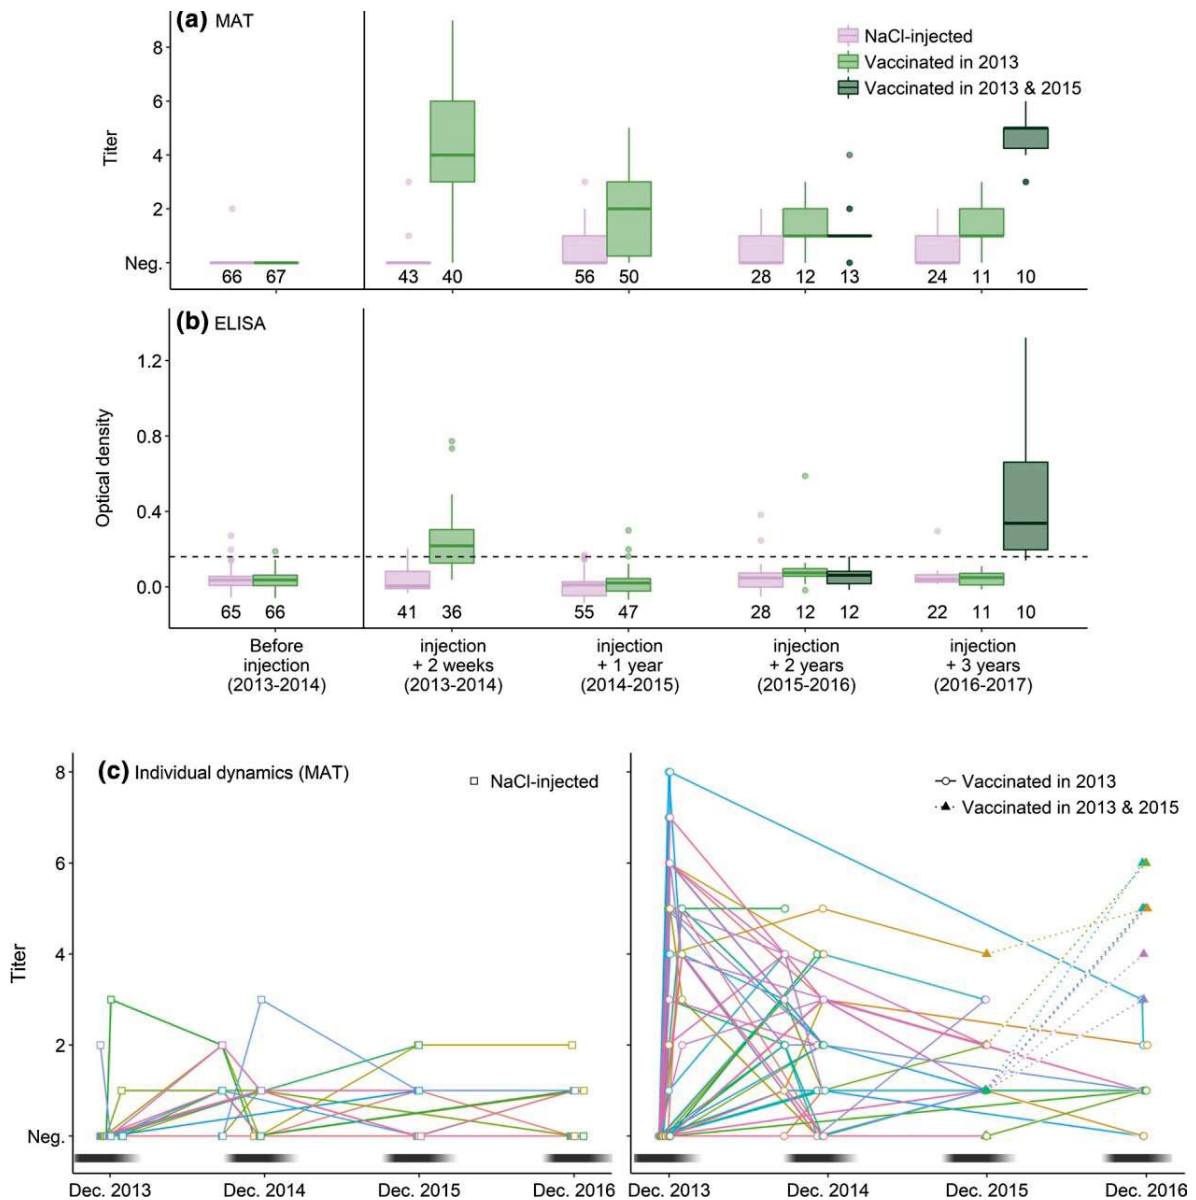 (a) MAT
NaCl-injected
Vaccinated in 2013
Vaccinated in 2013 & 2015
Titer
8
6
4
2
Neg.
66 67 43 40 56 50 28 12 13 24 11 10
(b) ELISA
Optical density
1.2
0.8
0.4
0.0
65 66 41 36 55 47 28 12 12 22 11 10
Before injection (2013-2014)
injection + 2 weeks (2013-2014)
injection + 1 year (2014-2015)
injection + 2 years (2015-2016)
injection + 3 years (2016-2017)
(c) Individual dynamics (MAT)
NaCl-injected
Vaccinated in 2013
Vaccinated in 2013 & 2015
Titer
8
6
4
2
Neg.
Dec. 2013 Dec. 2014 Dec. 2015 Dec. 2016
Dec. 2013 Dec. 2014 Dec. 2015 Dec. 2016